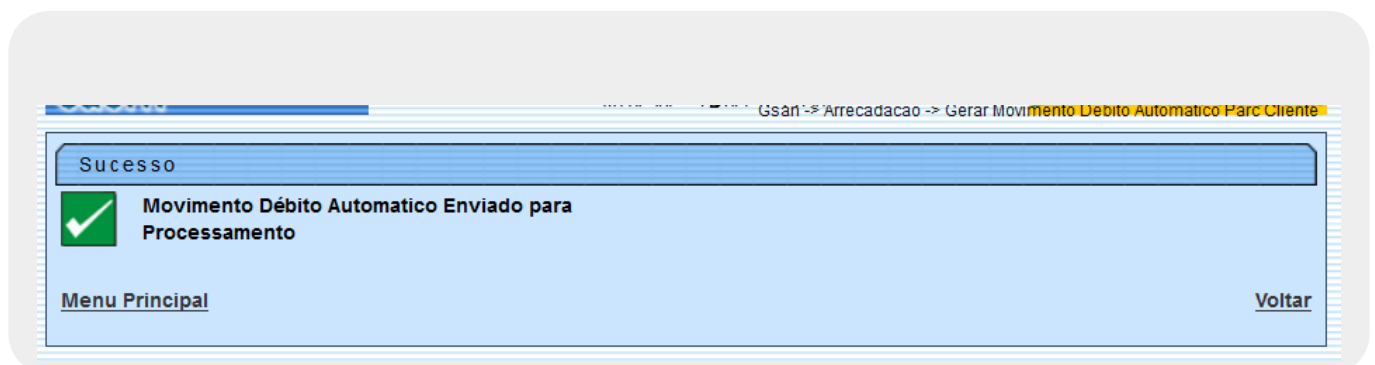 Gsan -> Arrecadacao -> Gerar Movimento Debito Automatico Parc Cliente
Sucesso
Movimento Débito Automatico Enviado para
Processamento
Menu Principal
Voltar